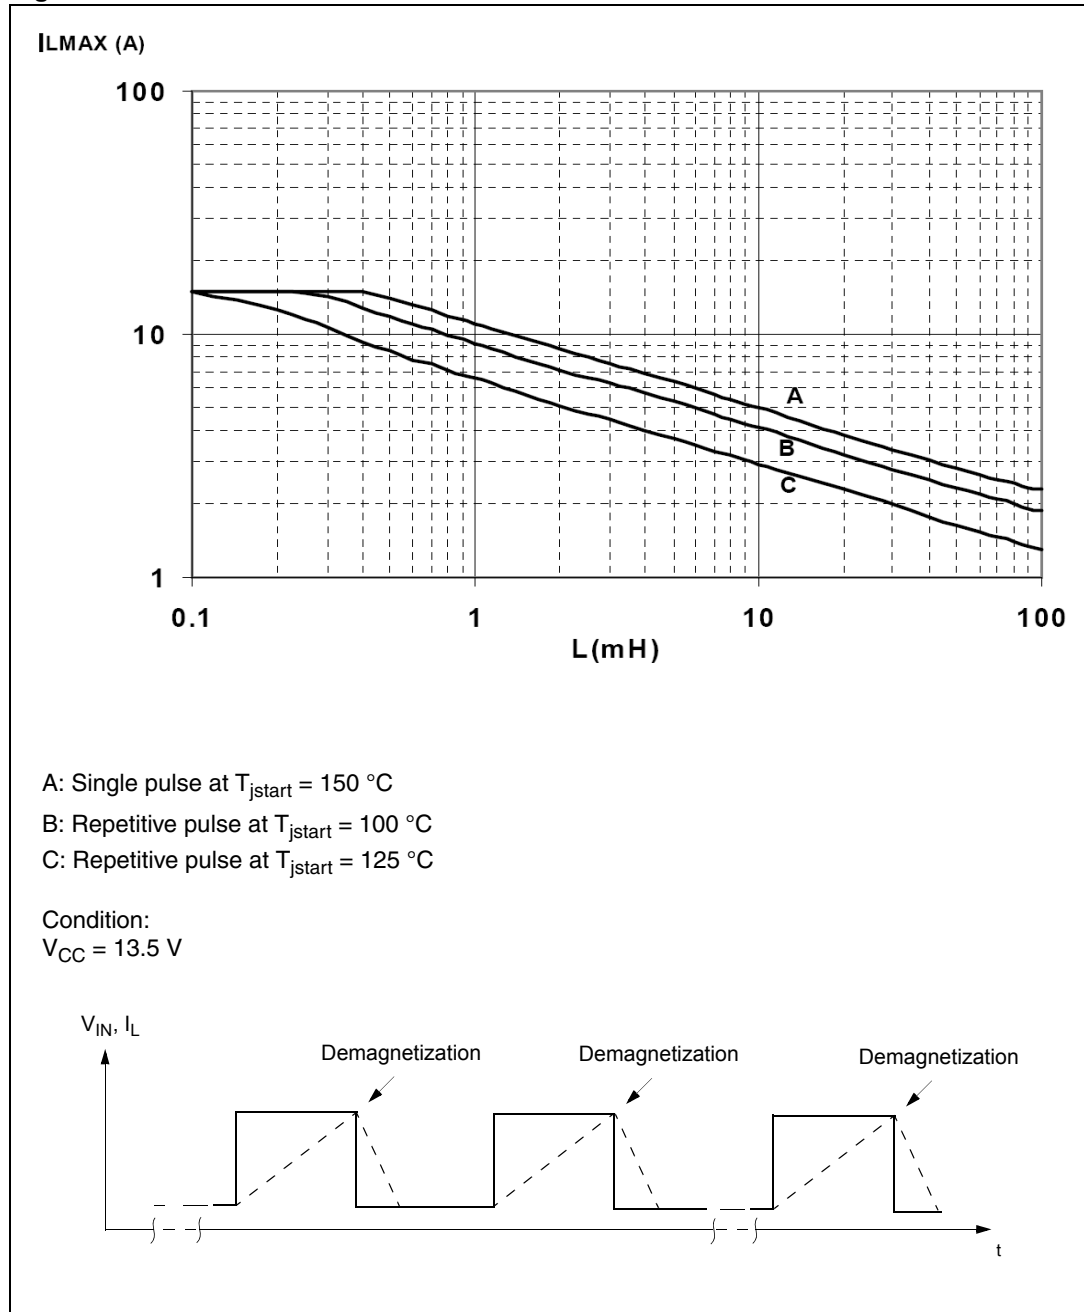 ILMAX (A)
100
10
1
A
B
C
0.1 1 10 100
L(mH)
A: Single pulse at Tjstart = 150 °C
B: Repetitive pulse at Tjstart = 100 °C
C: Repetitive pulse at Tjstart = 125 °C
Condition:
VCC = 13.5 V
VIN, IL
Demagnetization Demagnetization Demagnetization
t